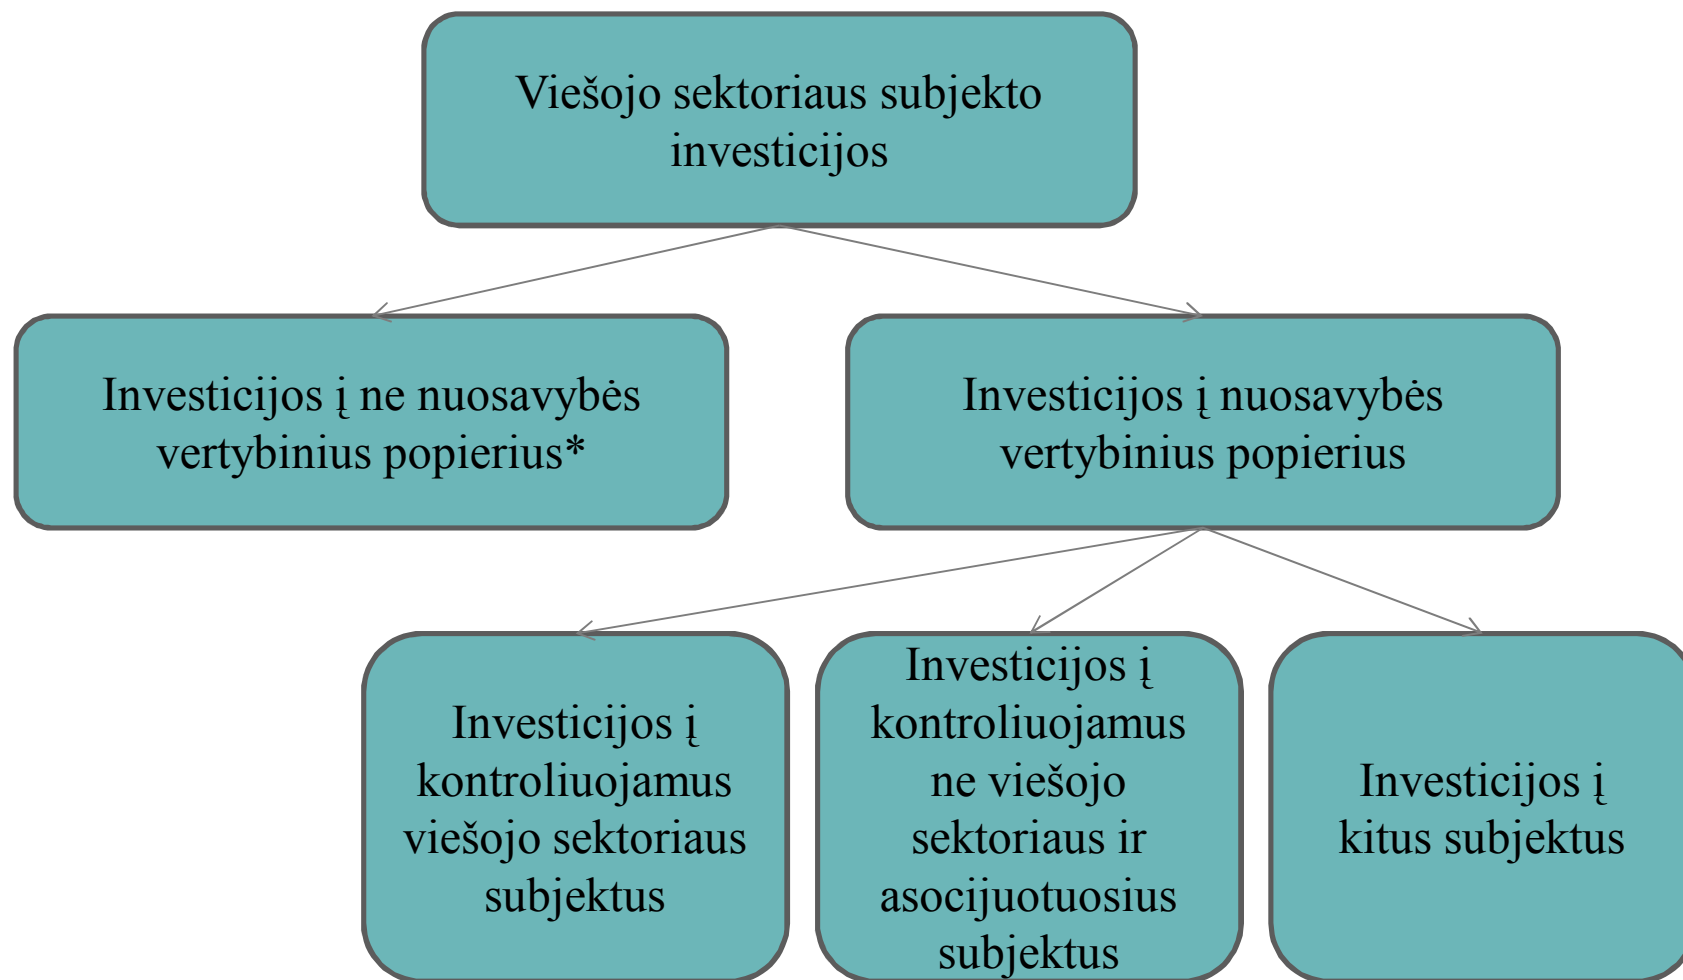 Viešojo sektoriaus subjekto
investicijos
Investicijos į ne nuosavybės
vertybinius popierius*
Investicijos į nuosavybės
vertybinius popierius
Investicijos į
kontroliuojamus
viešojo sektoriaus
subjektus
Investicijos į
kontroliuojamus
ne viešojo
sektoriaus ir
asocijuotuosius
subjektus
Investicijos į
kitus subjektus